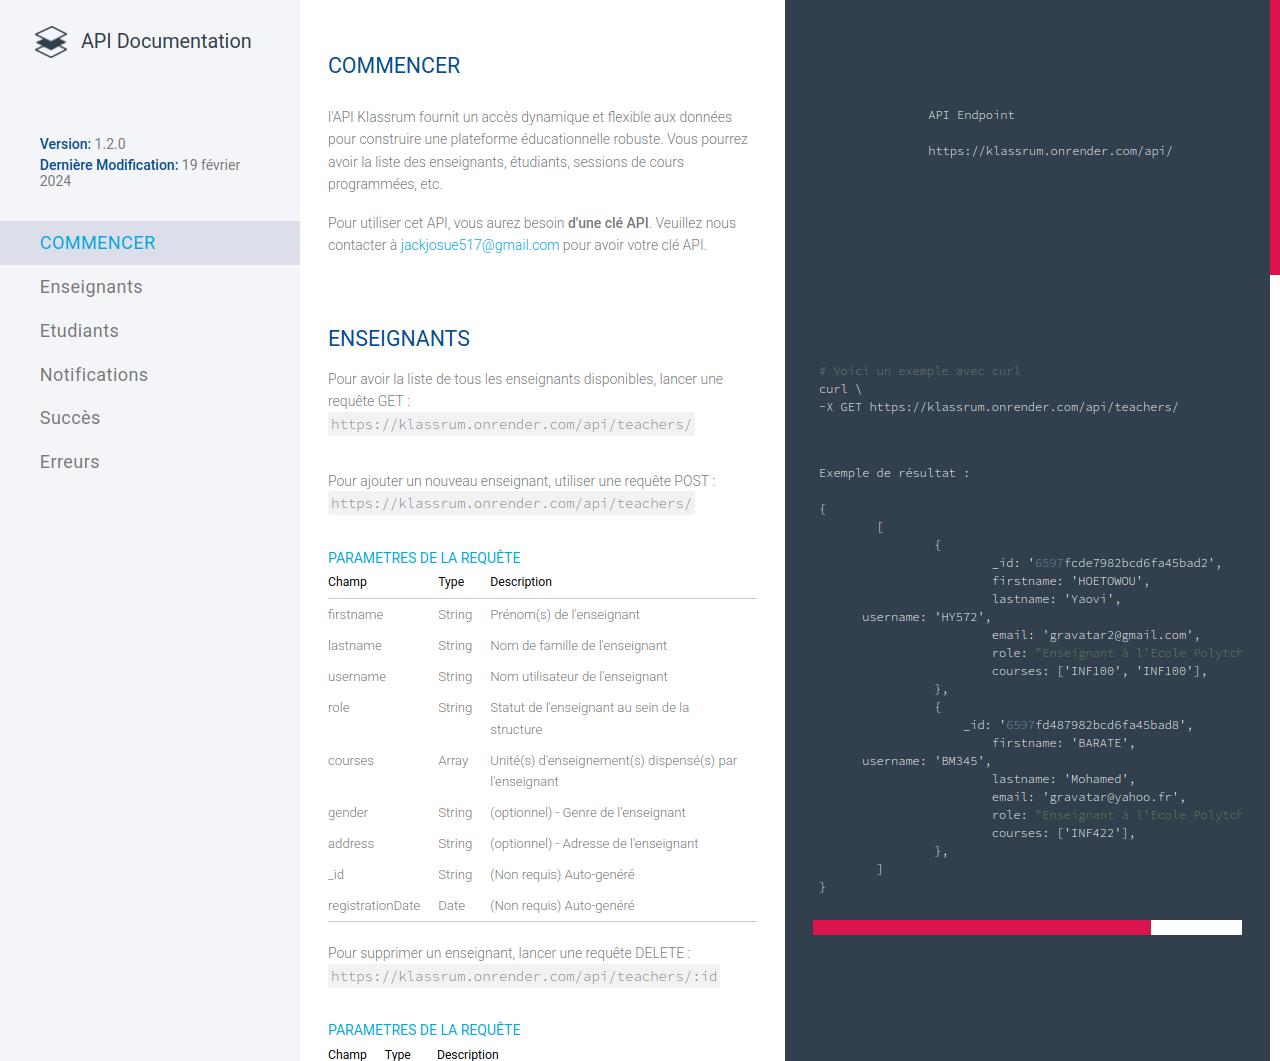 API Documentation
Version: 1.2.0
Dernière Modification: 19 février
2024
COMMENCER
Enseignants
Etudiants
Notifications
Succès
Erreurs
COMMENCER
l'API Klassrum fournit un accès dynamique et flexible aux données
pour construire une plateforme éducationnelle robuste. Vous pourrez
avoir la liste des enseignants, étudiants, sessions de cours
programmées, etc.
Pour utiliser cet API, vous aurez besoin d'une clé API. Veuillez nous
contacter à jackjosue517@gmail.com pour avoir votre clé API.
ENSEIGNANTS
Pour avoir la liste de tous les enseignants disponibles, lancer une
requête GET :
https://klassrum.onrender.com/api/teachers/
Pour ajouter un nouveau enseignant, utiliser une requête POST :
https://klassrum.onrender.com/api/teachers/
PARAMETRES DE LA REQUÊTE
Champ Type Description
firstname String Prénom(s) de l'enseignant
lastname String Nom de famille de l'enseignant
username String Nom utilisateur de l'enseignant
role String Statut de l'enseignant au sein de la
structure
courses Array Unité(s) d'enseignement(s) dispensé(s) par
l'enseignant
gender String (optionnel) - Genre de l'enseignant
address String (optionnel) - Adresse de l'enseignant
_id String (Non requis) Auto-genéré
registrationDate Date (Non requis) Auto-genéré
Pour supprimer un enseignant, lancer une requête DELETE :
https://klassrum.onrender.com/api/teachers/:id
PARAMETRES DE LA REQUÊTE
Champ Type Description
API Endpoint
https://klassrum.onrender.com/api/
# Voici un exemple avec curl
curl \
-X GET https://klassrum.onrender.com/api/teachers/
Exemple de résultat :
{
[
{
_id: '6597fcde7982bcd6fa45bad2',
firstname: 'HOETOWOU',
lastname: 'Yaovi',
username: 'HY572',
email: 'gravatar2@gmail.com',
role: "Enseignant à l'Ecole Polytch
courses: ['INF100', 'INF100'],
},
{
_id: '6597fd487982bcd6fa45bad8',
firstname: 'BARATE',
username: 'BM345',
lastname: 'Mohamed',
email: 'gravatar@yahoo.fr',
role: "Enseignant à l'Ecole Polytch
courses: ['INF422'],
},
]
}